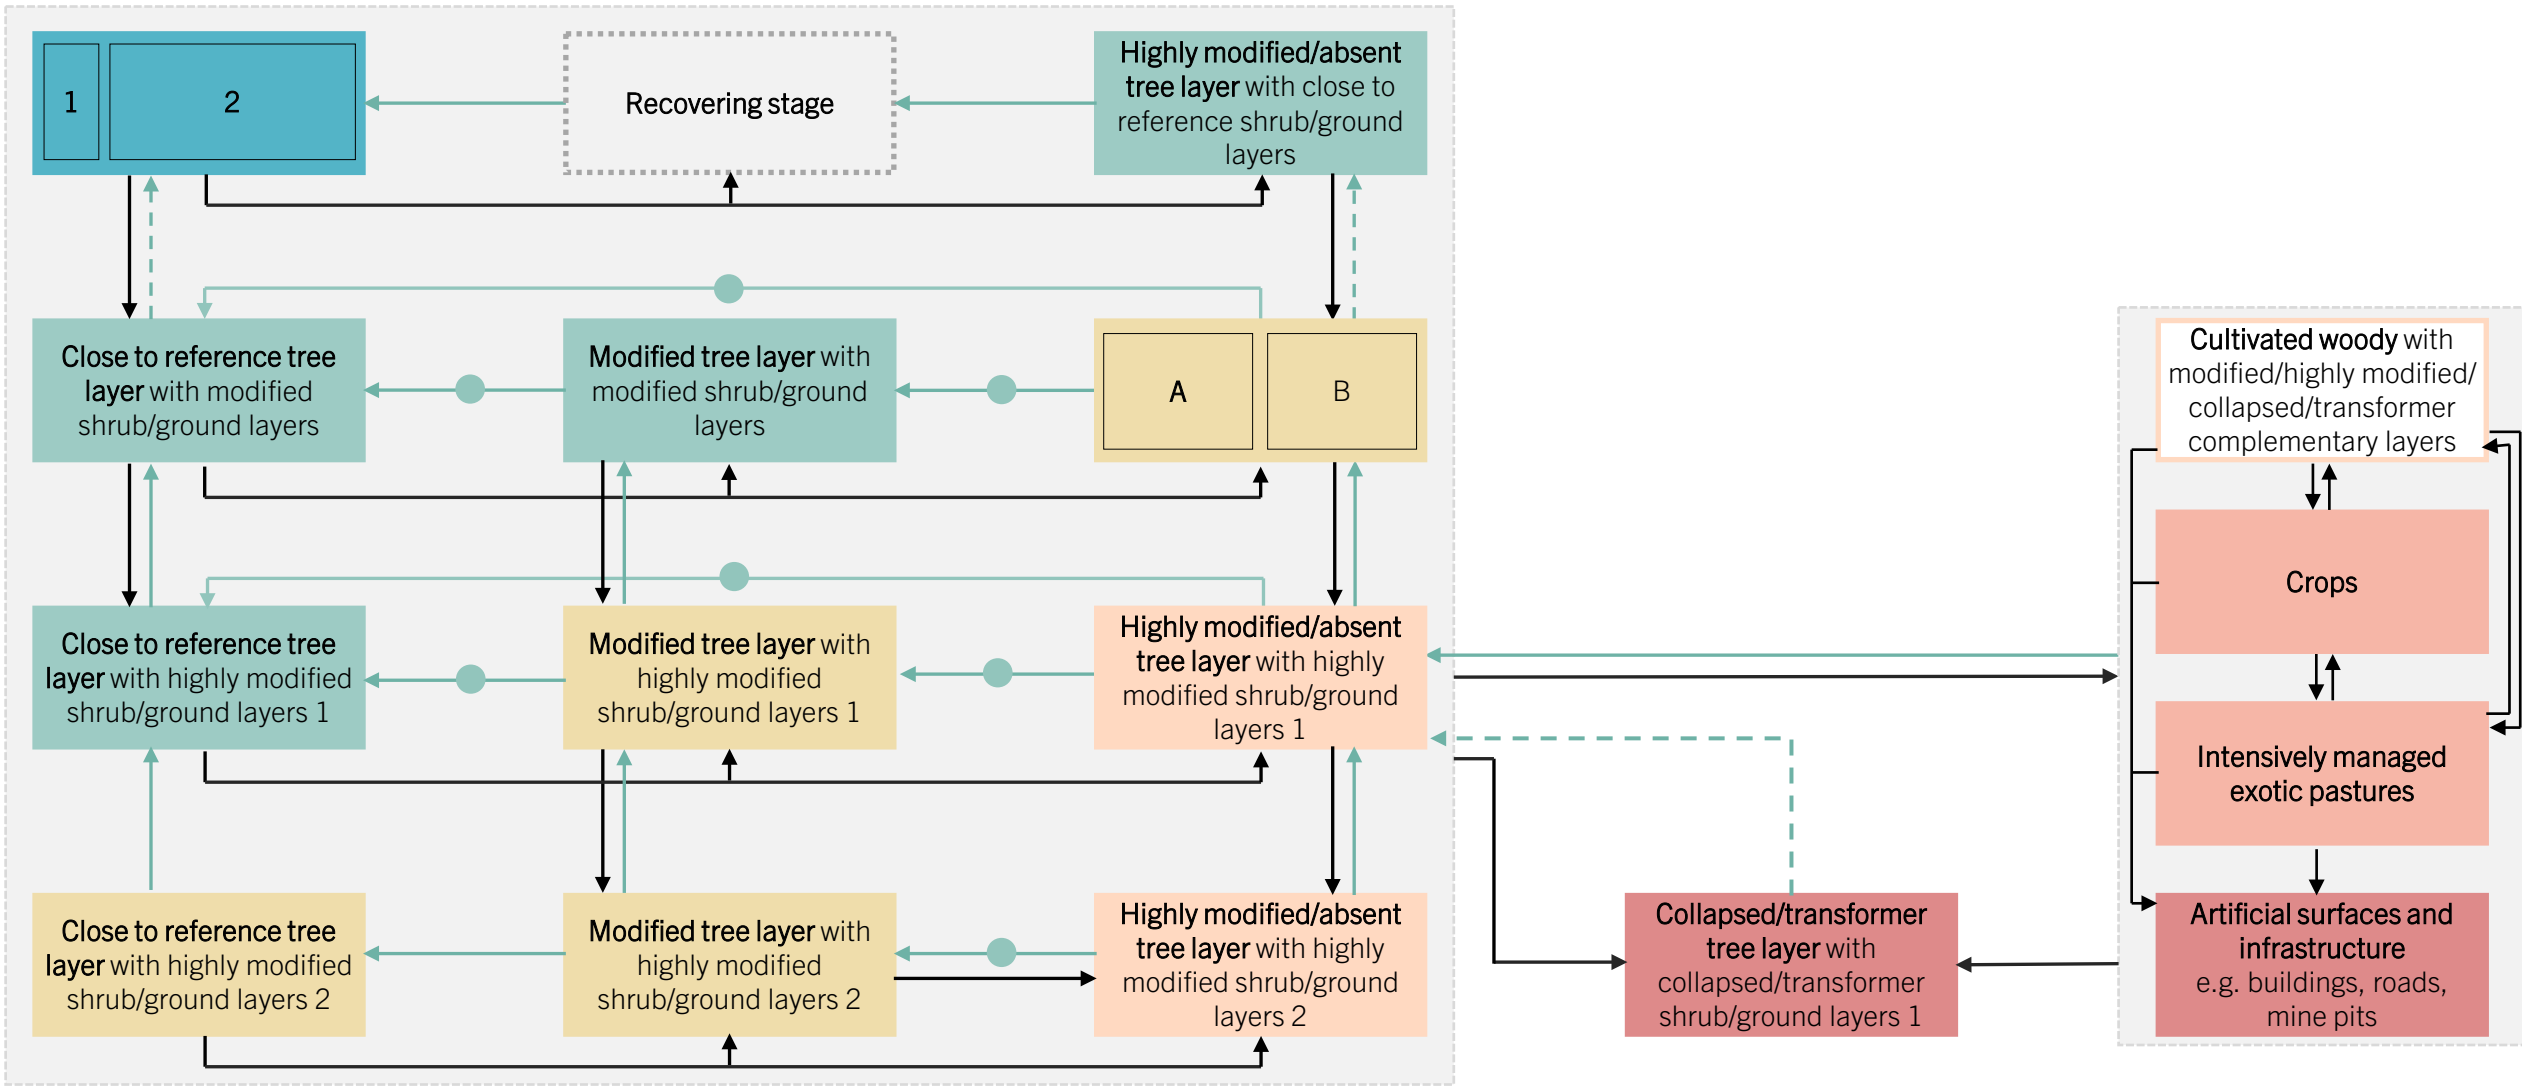 1
2
Recovering stage
Highly modified/absent
tree layer with close to
reference shrub/ground
layers
Close to reference tree
layer with modified
shrub/ground layers
Modified tree layer with
modified shrub/ground
layers
A
B
Cultivated woody with
modified/highly modified/
collapsed/transformer
complementary layers
Crops
Close to reference tree
layer with highly modified
shrub/ground layers 1
Modified tree layer with
highly modified
shrub/ground layers 1
Highly modified/absent
tree layer with highly
modified shrub/ground
layers 1
Intensively managed
exotic pastures
Close to reference tree
layer with highly modified
shrub/ground layers 2
Modified tree layer with
highly modified
shrub/ground layers 2
Highly modified/absent
tree layer with highly
modified shrub/ground
layers 2
Collapsed/transformer
tree layer with
collapsed/transformer
shrub/ground layers 1
Artificial surfaces and
infrastructure
e.g. buildings, roads,
mine pits